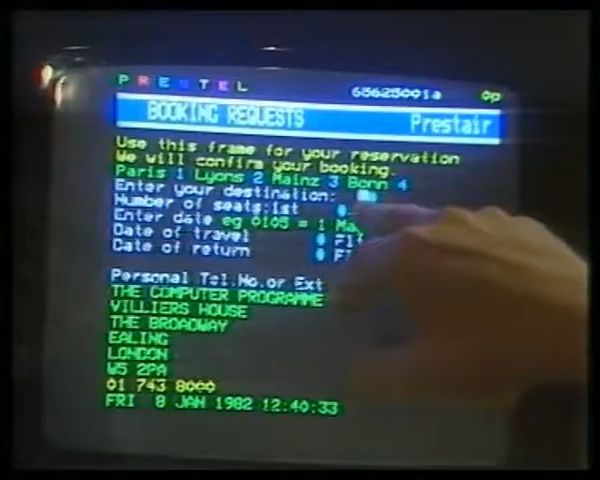 PRESTEL 65625001a 0p
BOOKING REQUESTS Prestair
Use this frame for your reservation
We will confirm your booking.
Paris 1 Lyons 2 Mainz 3 Bonn 4
Enter your destination:
Number of seats:1st
Enter date eg 0105 = 1 Ma
Date of travel
Date of return
Personal Tel.No.or Ext
THE COMPUTER PROGRAMME
VILLIERS HOUSE
THE BROADWAY
EALING
LONDON
W5 2PA
01 743 8000
FRI 8 JAN 1982 12:40:33